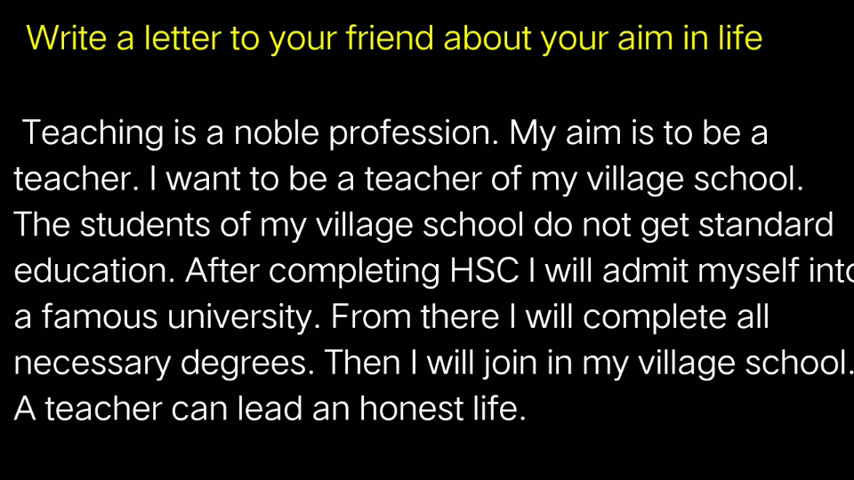 Write a letter to your friend about your aim in life
Teaching is a noble profession. My aim is to be a
teacher. I want to be a teacher of my village school.
The students of my village school do not get standard
education. After completing HSC I will admit myself into
a famous university. From there I will complete all
necessary degrees. Then I will join in my village school.
A teacher can lead an honest life.